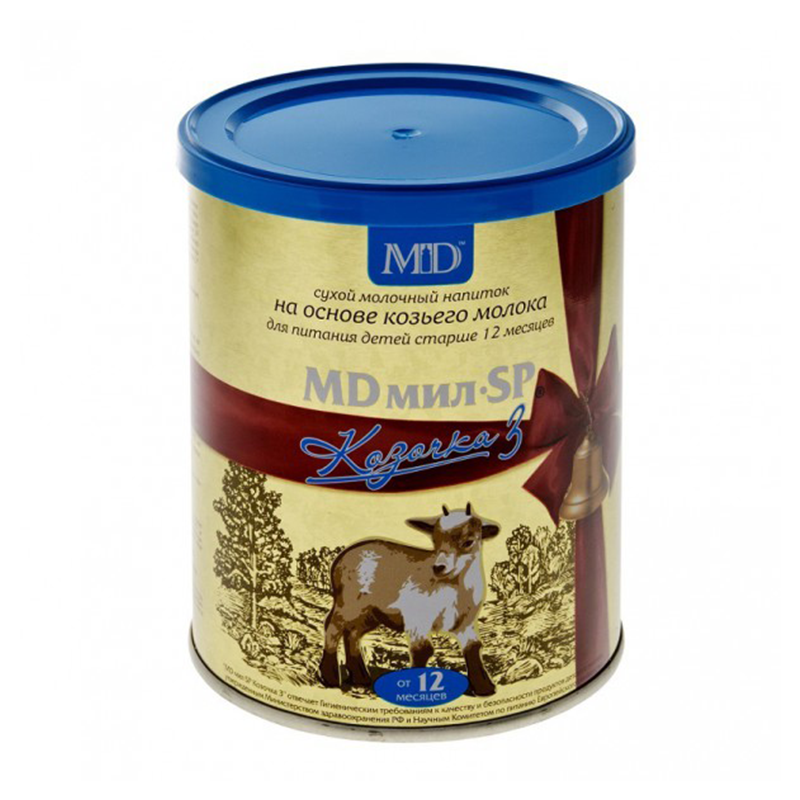 MD™
сухой молочный напиток
на основе козьего молока
для питания детей старше 12 месяцев
MD мил·SP®
Козочка 3
от 12
месяцев
"MD мил SP Козочка 3" отвечает Гигиеническим требованиям к качеству и безопасности продуктов
утвержденным Министерством здравоохранения РФ и Научным Комитетом по питанию